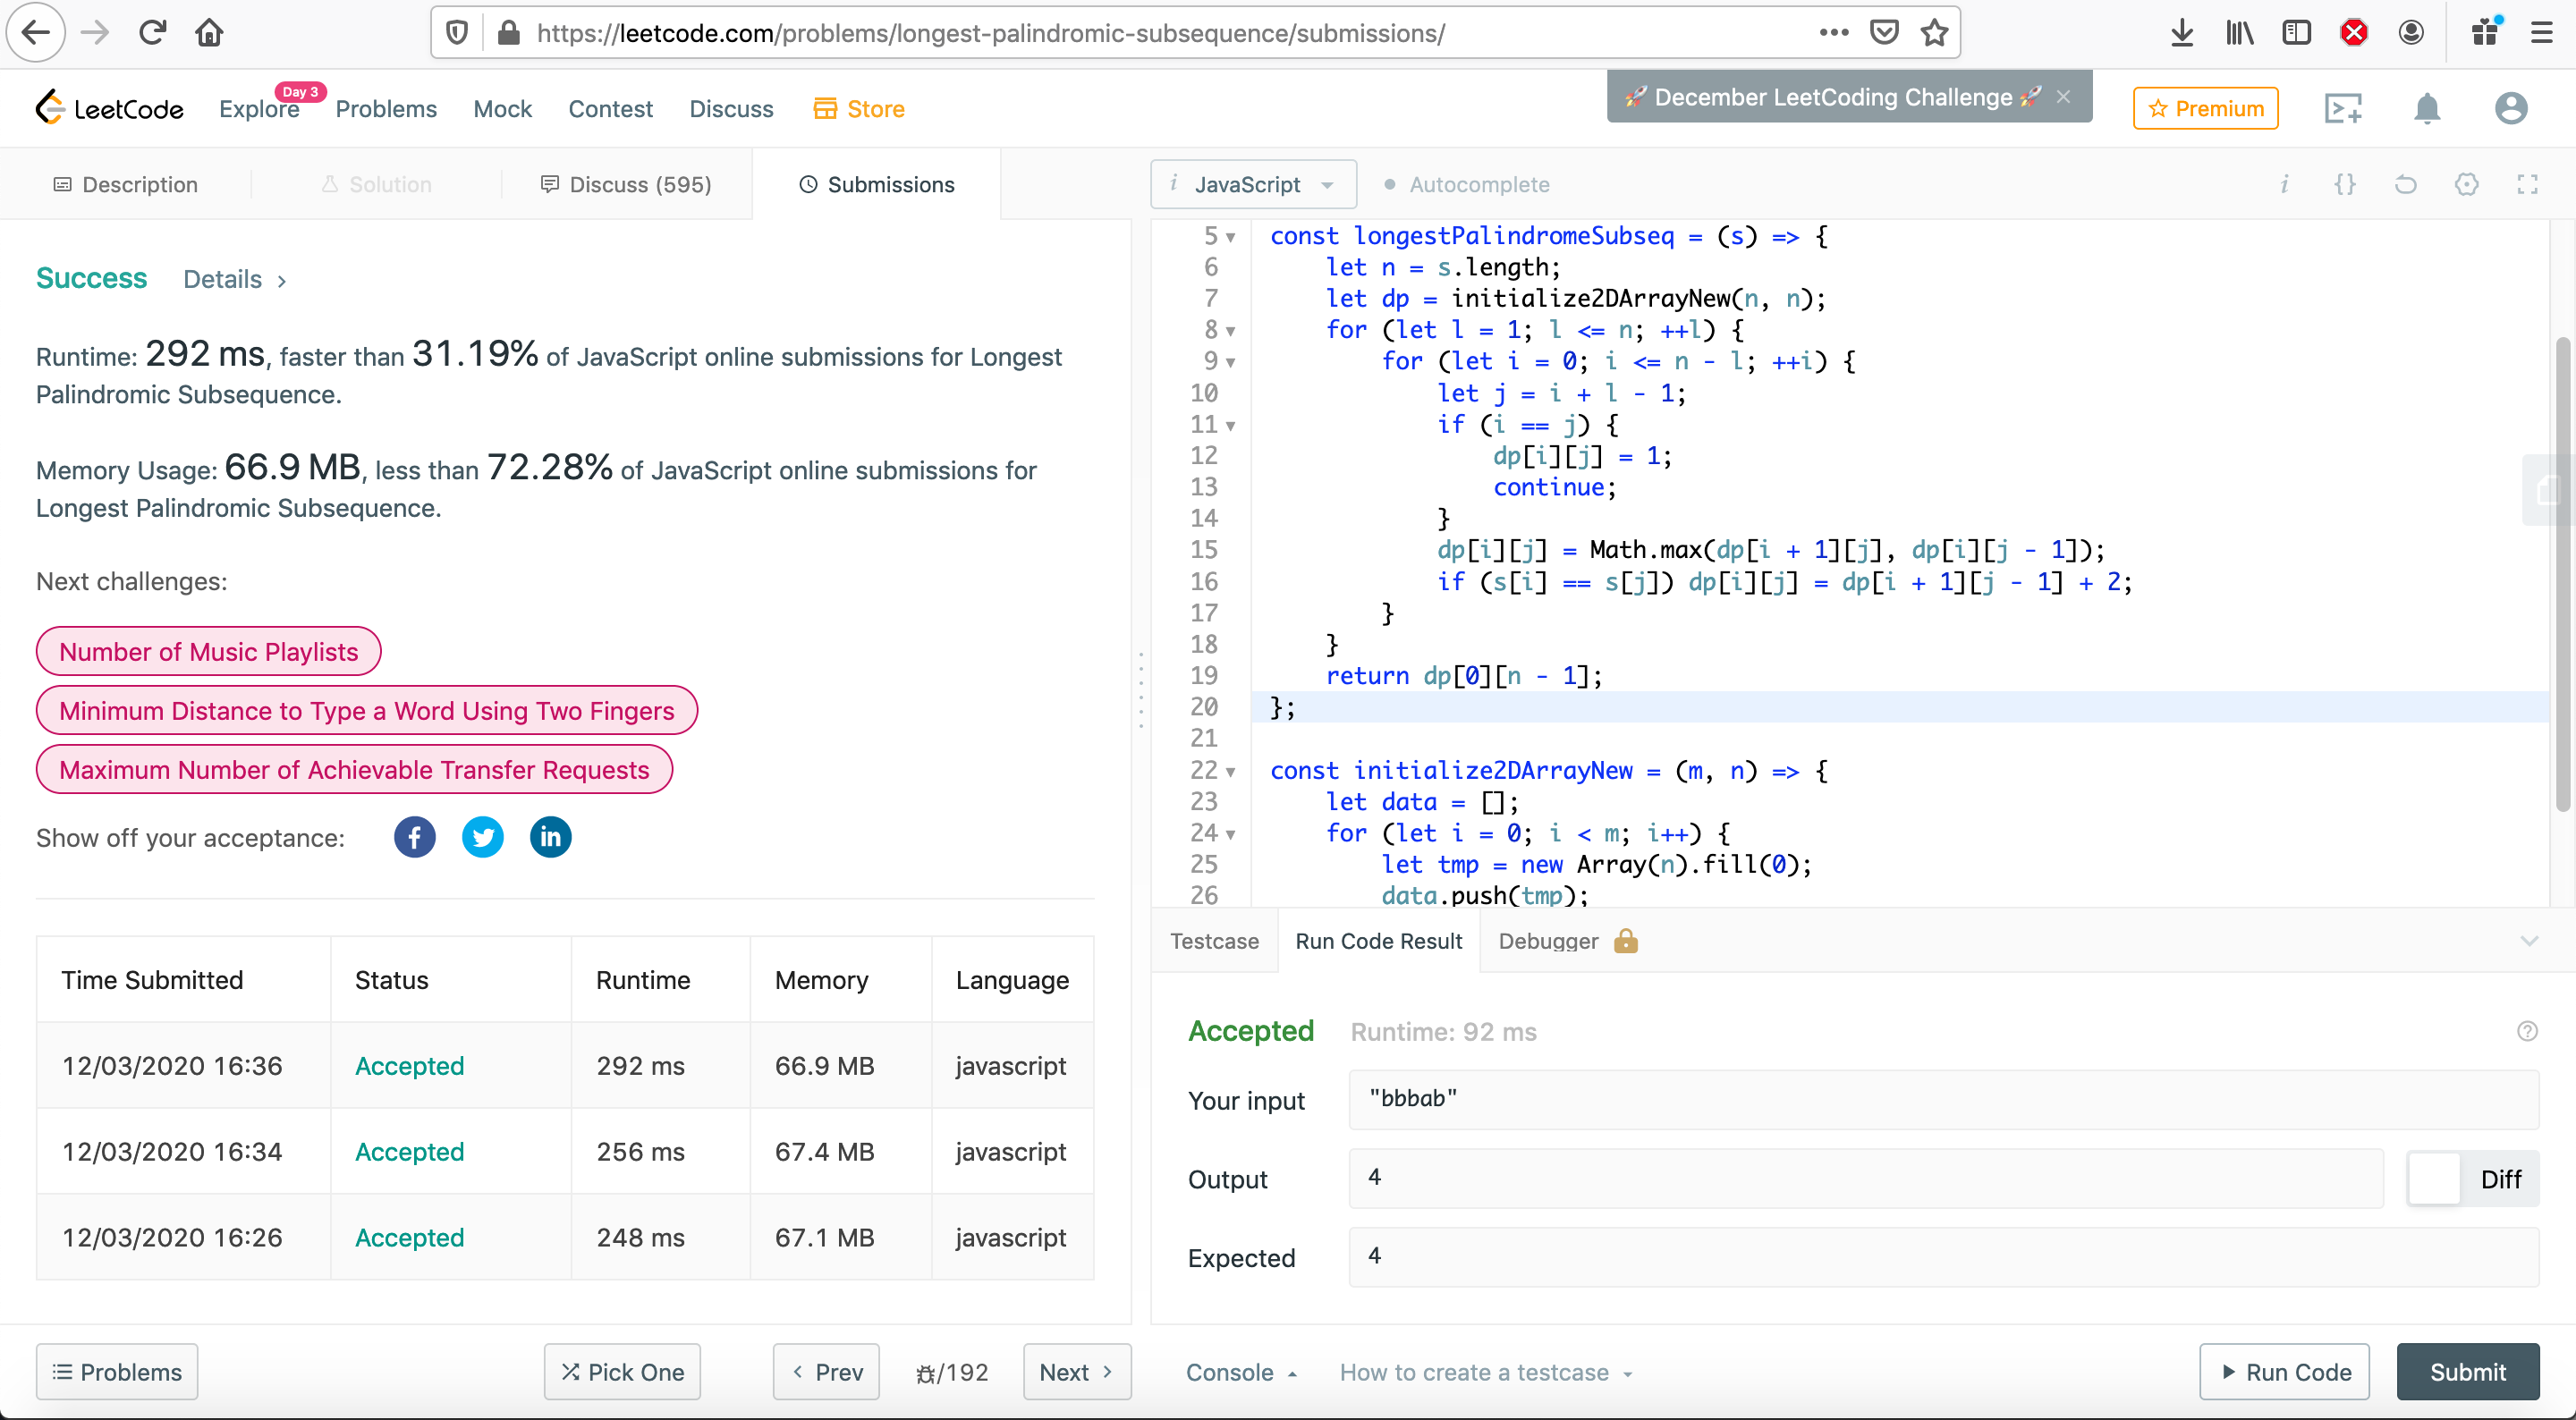 https://leetcode.com/problems/longest-palindromic-subsequence/submissions/
LeetCode
Explore
Day 3
Problems
Mock
Contest
Discuss
Store
🚀 December LeetCoding Challenge 🚀 ×
Premium
Description
Solution
Discuss (595)
Submissions
Success Details >
Runtime: 292 ms, faster than 31.19% of JavaScript online submissions for Longest
Palindromic Subsequence.
Memory Usage: 66.9 MB, less than 72.28% of JavaScript online submissions for
Longest Palindromic Subsequence.
Next challenges:
Number of Music Playlists
Minimum Distance to Type a Word Using Two Fingers
Maximum Number of Achievable Transfer Requests
Show off your acceptance:
Time Submitted Status Runtime Memory Language
12/03/2020 16:36 Accepted 292 ms 66.9 MB javascript
12/03/2020 16:34 Accepted 256 ms 67.4 MB javascript
12/03/2020 16:26 Accepted 248 ms 67.1 MB javascript
Problems
Pick One
< Prev
/192
Next >
i JavaScript
Autocomplete
5 const longestPalindromeSubseq = (s) => {
6 let n = s.length;
7 let dp = initialize2DArrayNew(n, n);
8 for (let l = 1; l <= n; ++l) {
9 for (let i = 0; i <= n - l; ++i) {
10 let j = i + l - 1;
11 if (i == j) {
12 dp[i][j] = 1;
13 continue;
14 }
15 dp[i][j] = Math.max(dp[i + 1][j], dp[i][j - 1]);
16 if (s[i] == s[j]) dp[i][j] = dp[i + 1][j - 1] + 2;
17 }
18 }
19 return dp[0][n - 1];
20 };
21
22 const initialize2DArrayNew = (m, n) => {
23 let data = [];
24 for (let i = 0; i < m; i++) {
25 let tmp = new Array(n).fill(0);
26 data.push(tmp);
Testcase
Run Code Result
Debugger
Accepted Runtime: 92 ms
Your input "bbbab"
Output 4 Diff
Expected 4
Console
How to create a testcase
Run Code
Submit